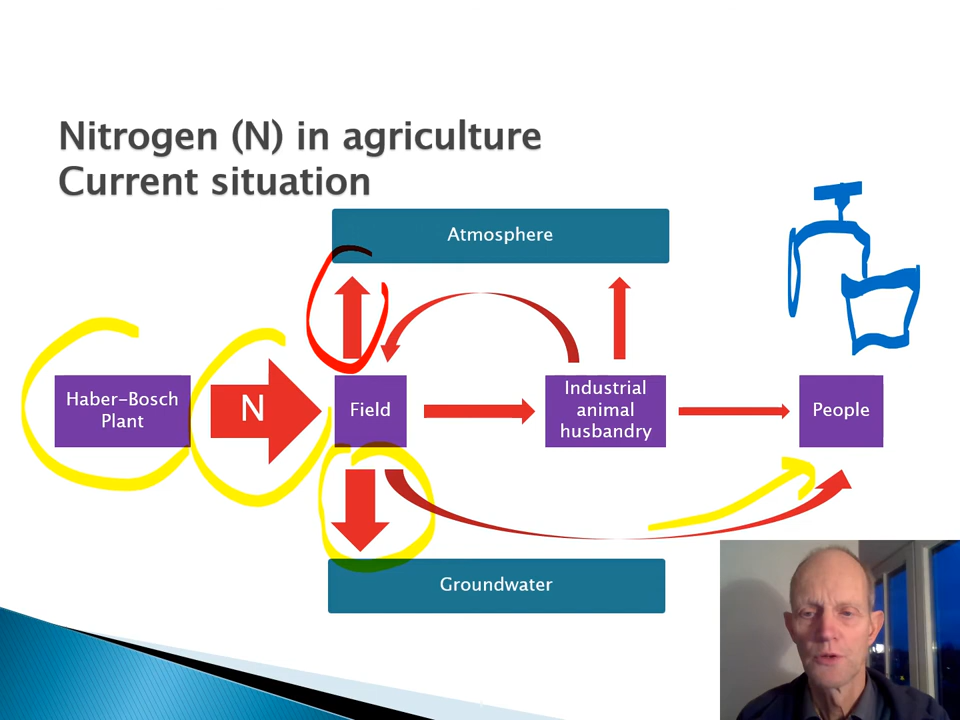 Nitrogen (N) in agriculture
Current situation
Atmosphere
Haber-Bosch
Plant
N
Field
Industrial
animal
husbandry
People
Groundwater